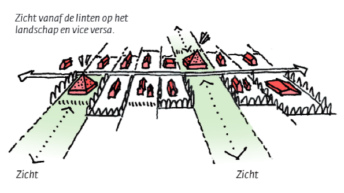 Zicht vanaf de linten op het
landschap en vice versa.
Zicht
Zicht